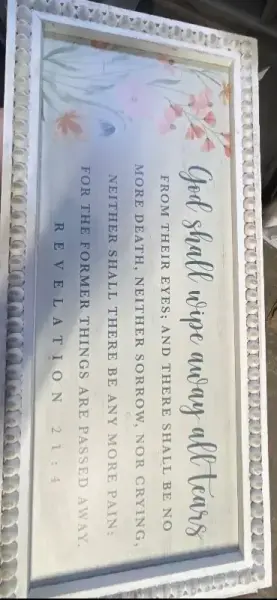 God shall wipe away all tears
FROM THEIR EYES; AND THERE SHALL BE NO
MORE DEATH, NEITHER SORROW, NOR CRYING,
NEITHER SHALL THERE BE ANY MORE PAIN:
FOR THE FORMER THINGS ARE PASSED AWAY.
REVELATION 21:4